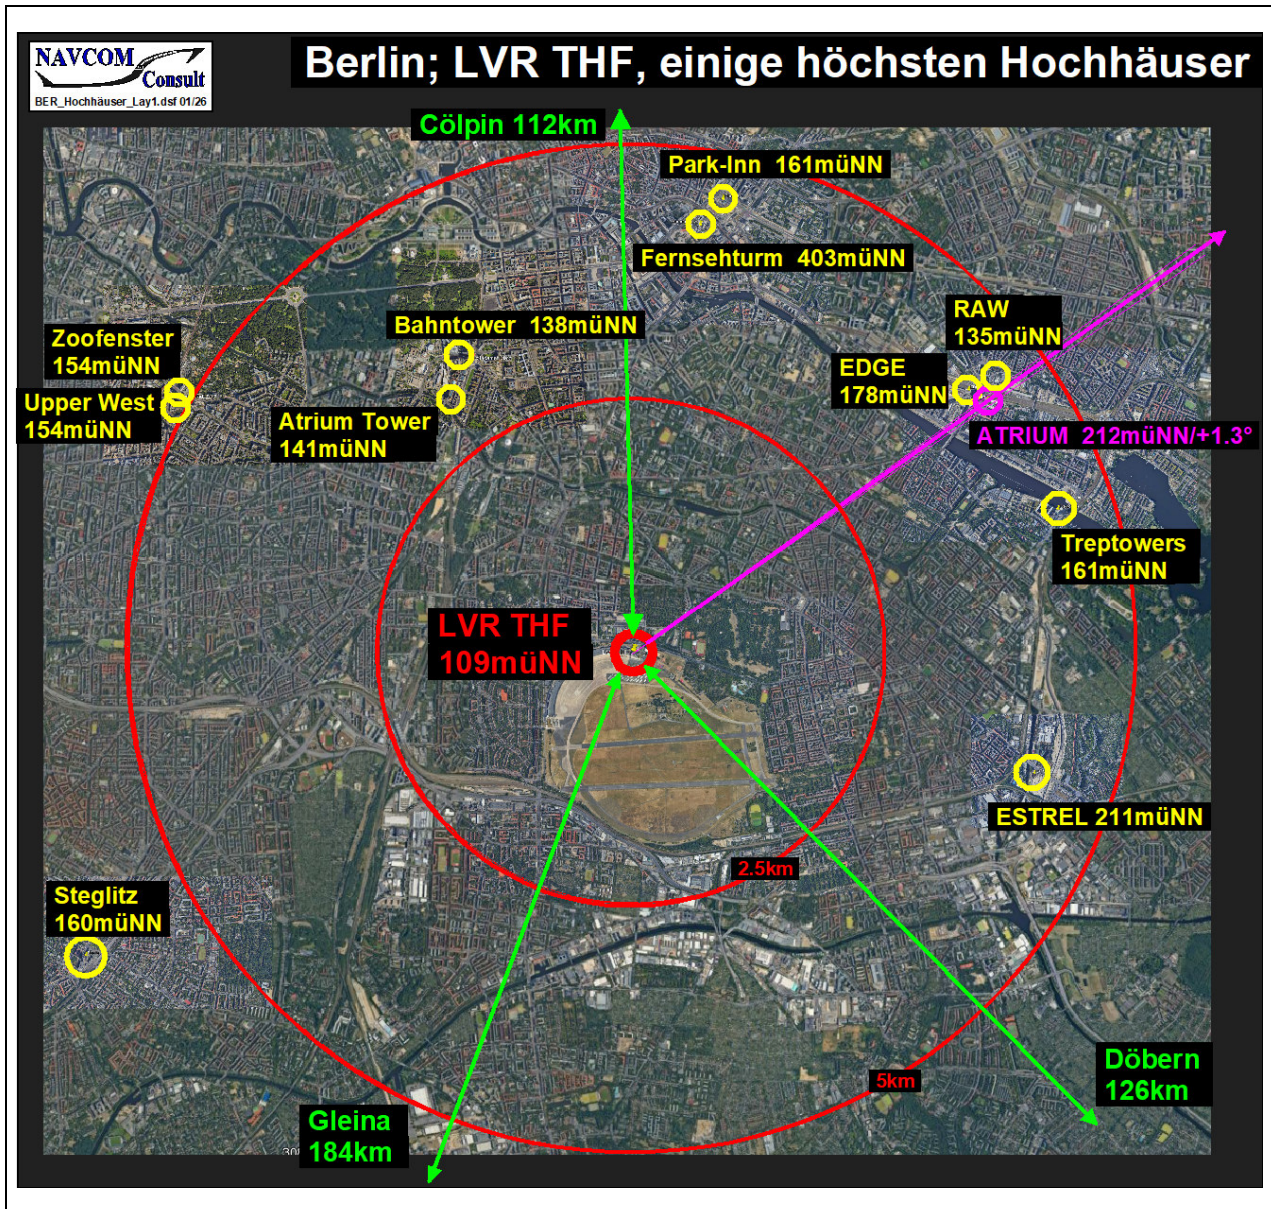 NAVCOM
Consult
BER_Hochhäuser_Lay1.dsf 01/26
Berlin; LVR THF, einige höchsten Hochhäuser
Cölpin 112km
Park-Inn 161müNN
Fernsehturm 403müNN
RAW
135müNN
Bahntower 138müNN
Zoofenster
154müNN
EDGE
178müNN
Upper West
154müNN
Atrium Tower
141müNN
ATRIUM 212müNN/+1.3°
Treptowers
161müNN
LVR THF
109müNN
ESTREL 211müNN
2.5km
Steglitz
160müNN
Döbern
126km
5km
Gleina
184km